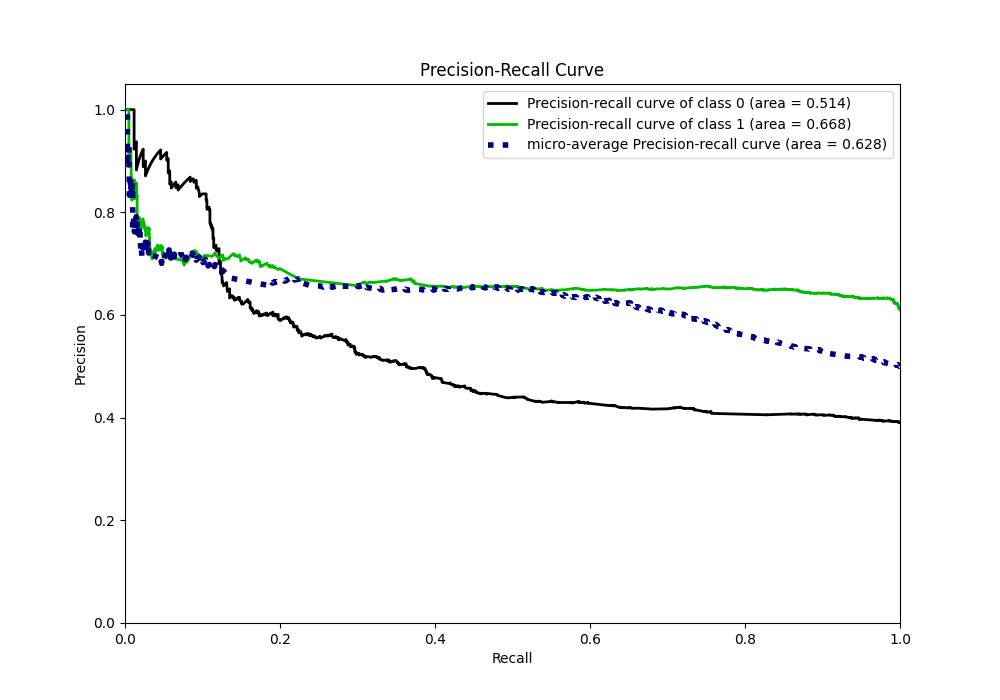 Precision-Recall Curve
Precision-recall curve of class 0 (area = 0.514)
Precision-recall curve of class 1 (area = 0.668)
micro-average Precision-recall curve (area = 0.628)
Precision
1.0
0.8
0.6
0.4
0.2
0.0
0.0 0.2 0.4 0.6 0.8 1.0
Recall